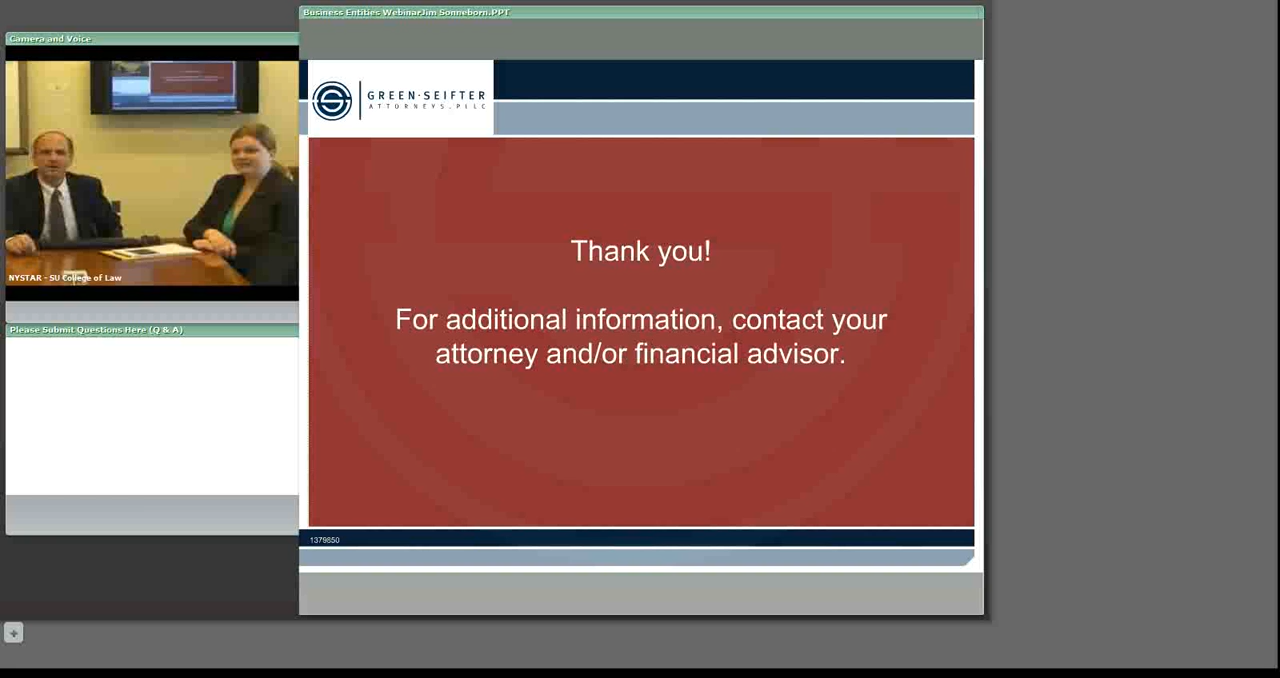 Business Entities WebinarJim Sonneborn.PPT
Camera and Voice
GREEN·SEIFTER
ATTORNEYS, PLLC
NYSTAR - SU College of Law
Please Submit Questions Here (Q & A)
Thank you!
For additional information, contact your
attorney and/or financial advisor.
1379850